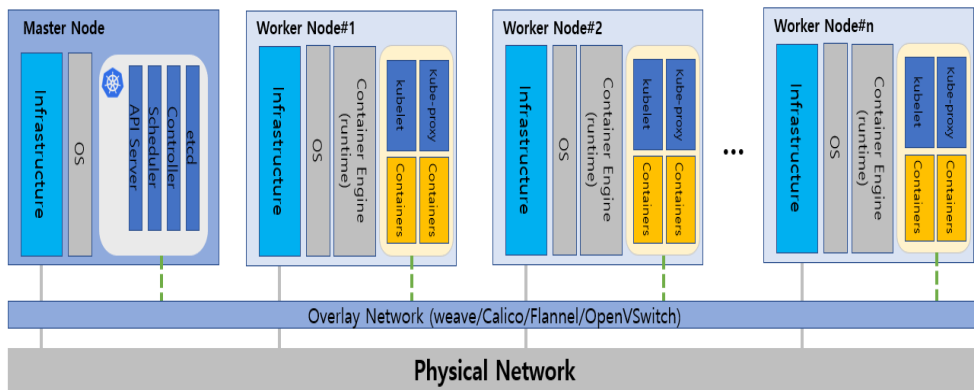 Master Node
Infrastructure
OS
API Server
Scheduler
Controller
etcd
Worker Node#1
Infrastructure
OS
Container Engine
(runtime)
kubelet
Kube-proxy
Containers
Containers
Worker Node#2
Infrastructure
OS
Container Engine
(runtime)
kubelet
Kube-proxy
Containers
Containers
...
Worker Node#n
Infrastructure
OS
Container Engine
(runtime)
kubelet
Kube-proxy
Containers
Containers
Overlay Network (weave/Calico/Flannel/OpenVSwitch)
Physical Network